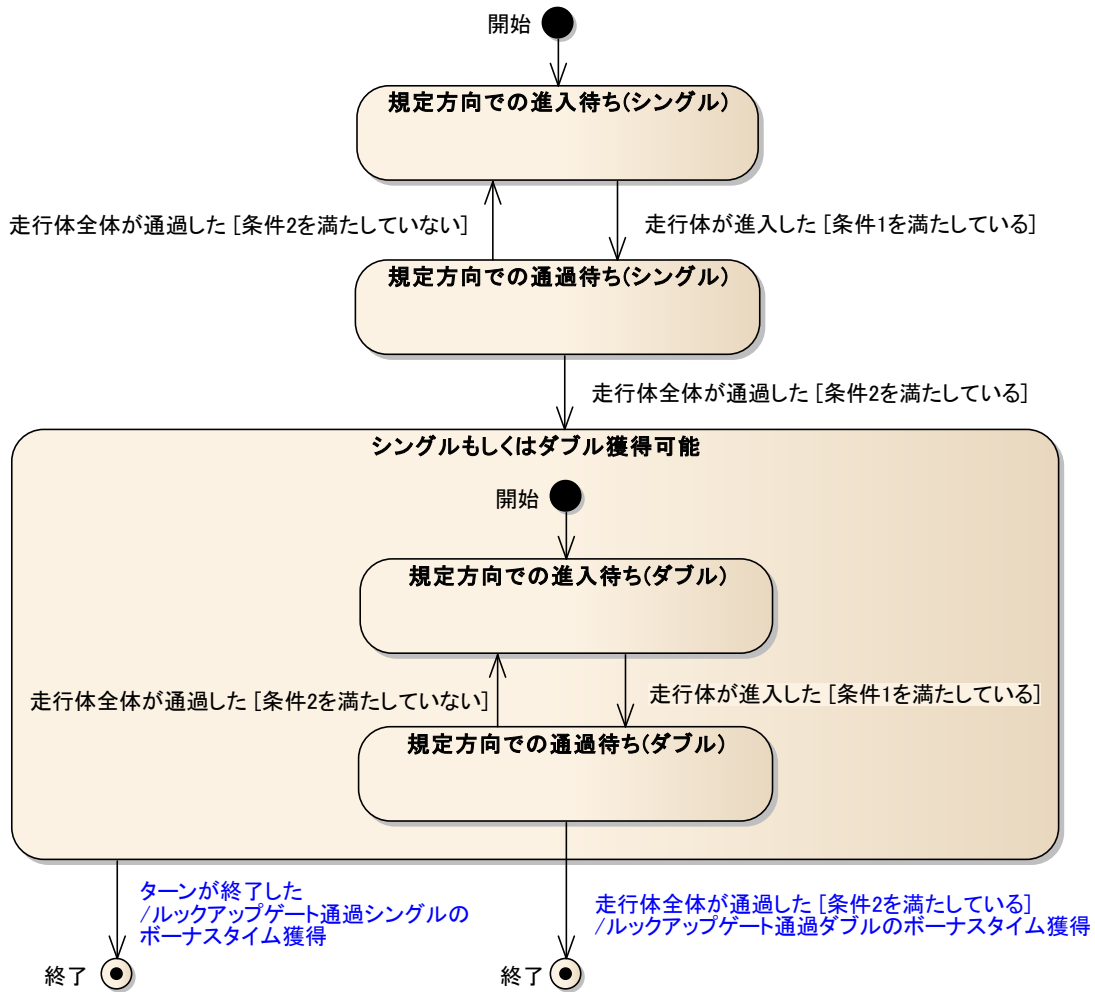 開始
規定方向での進入待ち(シングル)
走行体全体が通過した [条件2を満たしていない]
走行体が進入した [条件1を満たしている]
規定方向での通過待ち(シングル)
走行体全体が通過した [条件2を満たしている]
シングルもしくはダブル獲得可能
開始
規定方向での進入待ち(ダブル)
走行体全体が通過した [条件2を満たしていない]
走行体が進入した [条件1を満たしている]
規定方向での通過待ち(ダブル)
ターンが終了した
/ルックアップゲート通過シングルの
ボーナスタイム獲得
走行体全体が通過した [条件2を満たしている]
/ルックアップゲート通過ダブルのボーナスタイム獲得
終了
終了